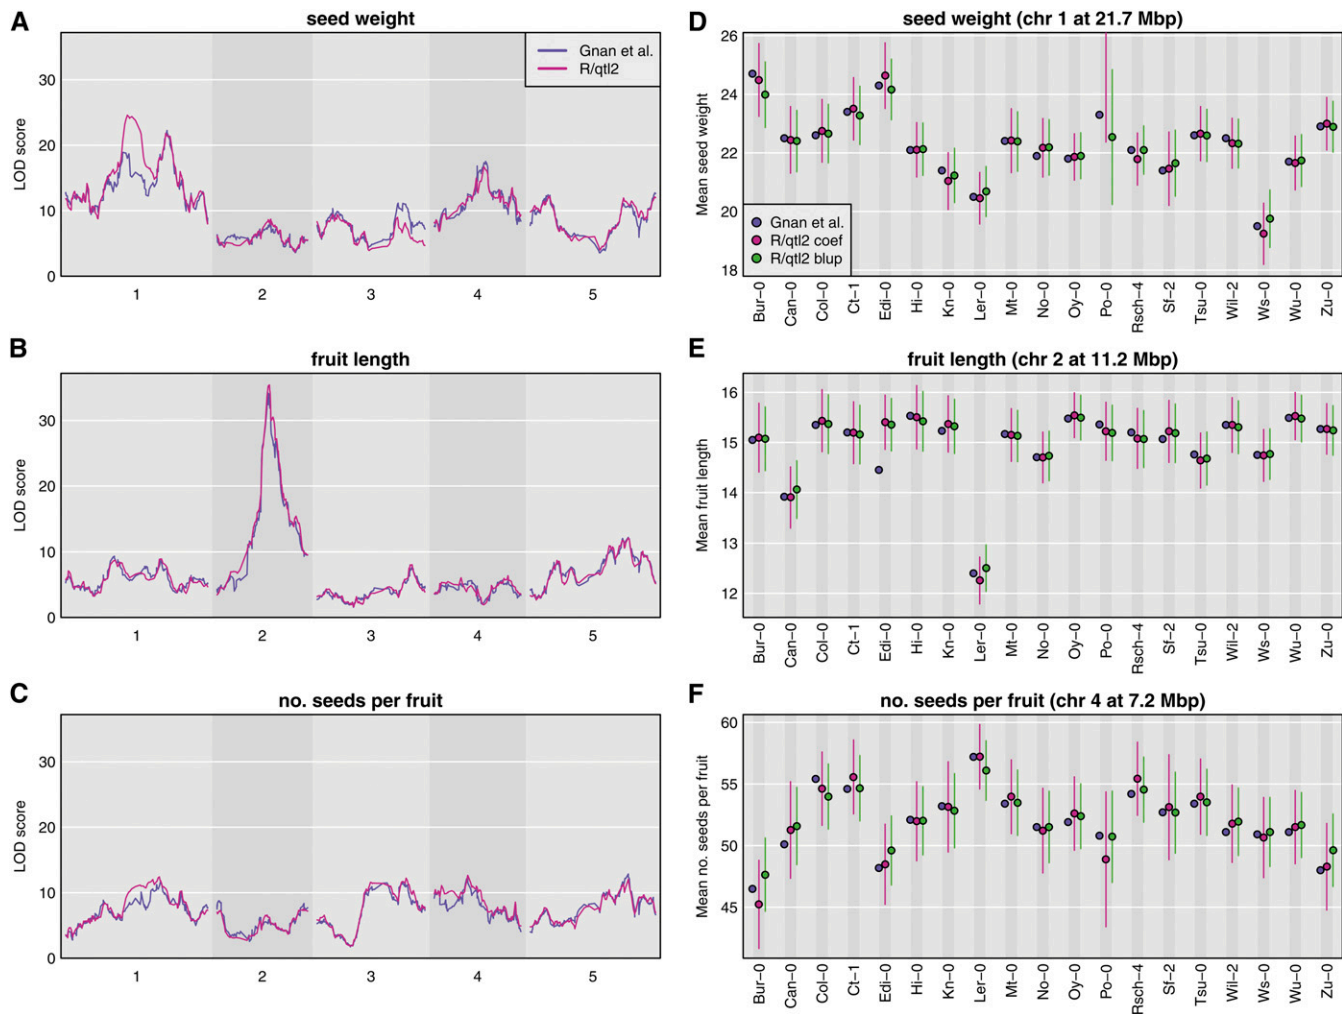 A
seed weight
Gnan et al.
R/qtl2
LOD score
30
20
10
0
1
2
3
4
5
B
fruit length
LOD score
30
20
10
0
1
2
3
4
5
C
no. seeds per fruit
LOD score
30
20
10
0
1
2
3
4
5
D
seed weight (chr 1 at 21.7 Mbp)
Mean seed weight
26
24
22
20
18
Gnan et al.
R/qtl2 coef
R/qtl2 blup
Bur−0
Can−0
Col−0
Ct−1
Edi−0
Hi−0
Kn−0
Ler−0
Mt−0
No−0
Oy−0
Po−0
Rsch−4
Sf−2
Tsu−0
Wil−2
Ws−0
Wu−0
Zu−0
E
fruit length (chr 2 at 11.2 Mbp)
Mean fruit length
16
15
14
13
12
Bur−0
Can−0
Col−0
Ct−1
Edi−0
Hi−0
Kn−0
Ler−0
Mt−0
No−0
Oy−0
Po−0
Rsch−4
Sf−2
Tsu−0
Wil−2
Ws−0
Wu−0
Zu−0
F
no. seeds per fruit (chr 4 at 7.2 Mbp)
Mean no. seeds per fruit
60
55
50
45
Bur−0
Can−0
Col−0
Ct−1
Edi−0
Hi−0
Kn−0
Ler−0
Mt−0
No−0
Oy−0
Po−0
Rsch−4
Sf−2
Tsu−0
Wil−2
Ws−0
Wu−0
Zu−0